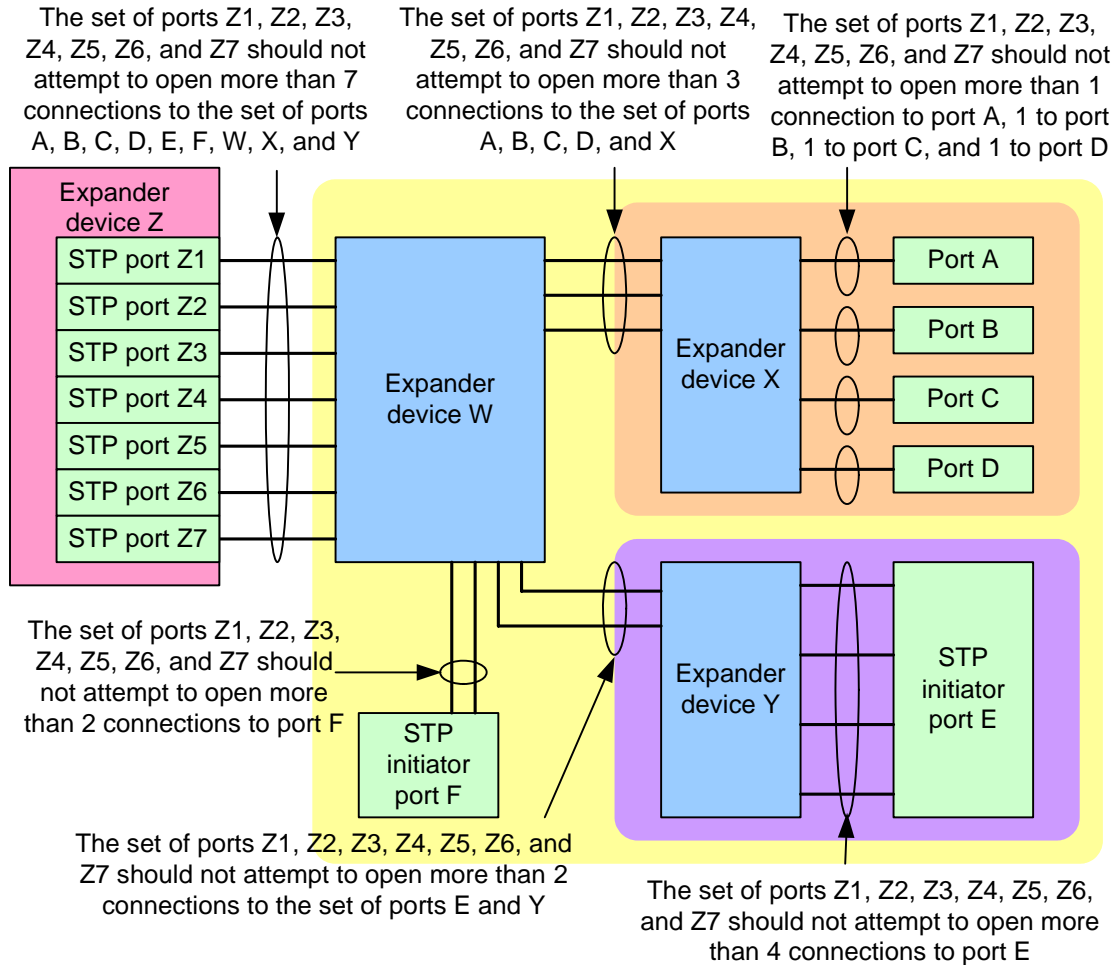 The set of ports Z1, Z2, Z3,
Z4, Z5, Z6, and Z7 should not
attempt to open more than 7
connections to the set of ports
A, B, C, D, E, F, W, X, and Y
The set of ports Z1, Z2, Z3, Z4,
Z5, Z6, and Z7 should not
attempt to open more than 3
connections to the set of ports
A, B, C, D, and X
The set of ports Z1, Z2, Z3,
Z4, Z5, Z6, and Z7 should not
attempt to open more than 1
connection to port A, 1 to port
B, 1 to port C, and 1 to port D
Expander
device Z
STP port Z1
STP port Z2
STP port Z3
STP port Z4
STP port Z5
STP port Z6
STP port Z7
Expander
device W
Expander
device X
Port A
Port B
Port C
Port D
The set of ports Z1, Z2, Z3,
Z4, Z5, Z6, and Z7 should
not attempt to open more
than 2 connections to port F
STP
initiator
port F
Expander
device Y
STP
initiator
port E
The set of ports Z1, Z2, Z3, Z4, Z5, Z6, and
Z7 should not attempt to open more than 2
connections to the set of ports E and Y
The set of ports Z1, Z2, Z3, Z4, Z5, Z6,
and Z7 should not attempt to open more
than 4 connections to port E